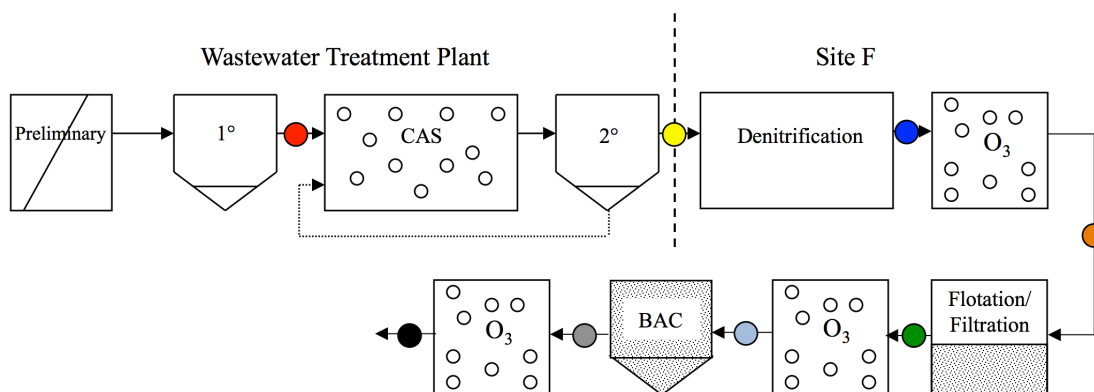 Wastewater Treatment Plant
Site F
Preliminary
1°
CAS
2°
Denitrification
O₃
O₃
BAC
O₃
Flotation/
Filtration